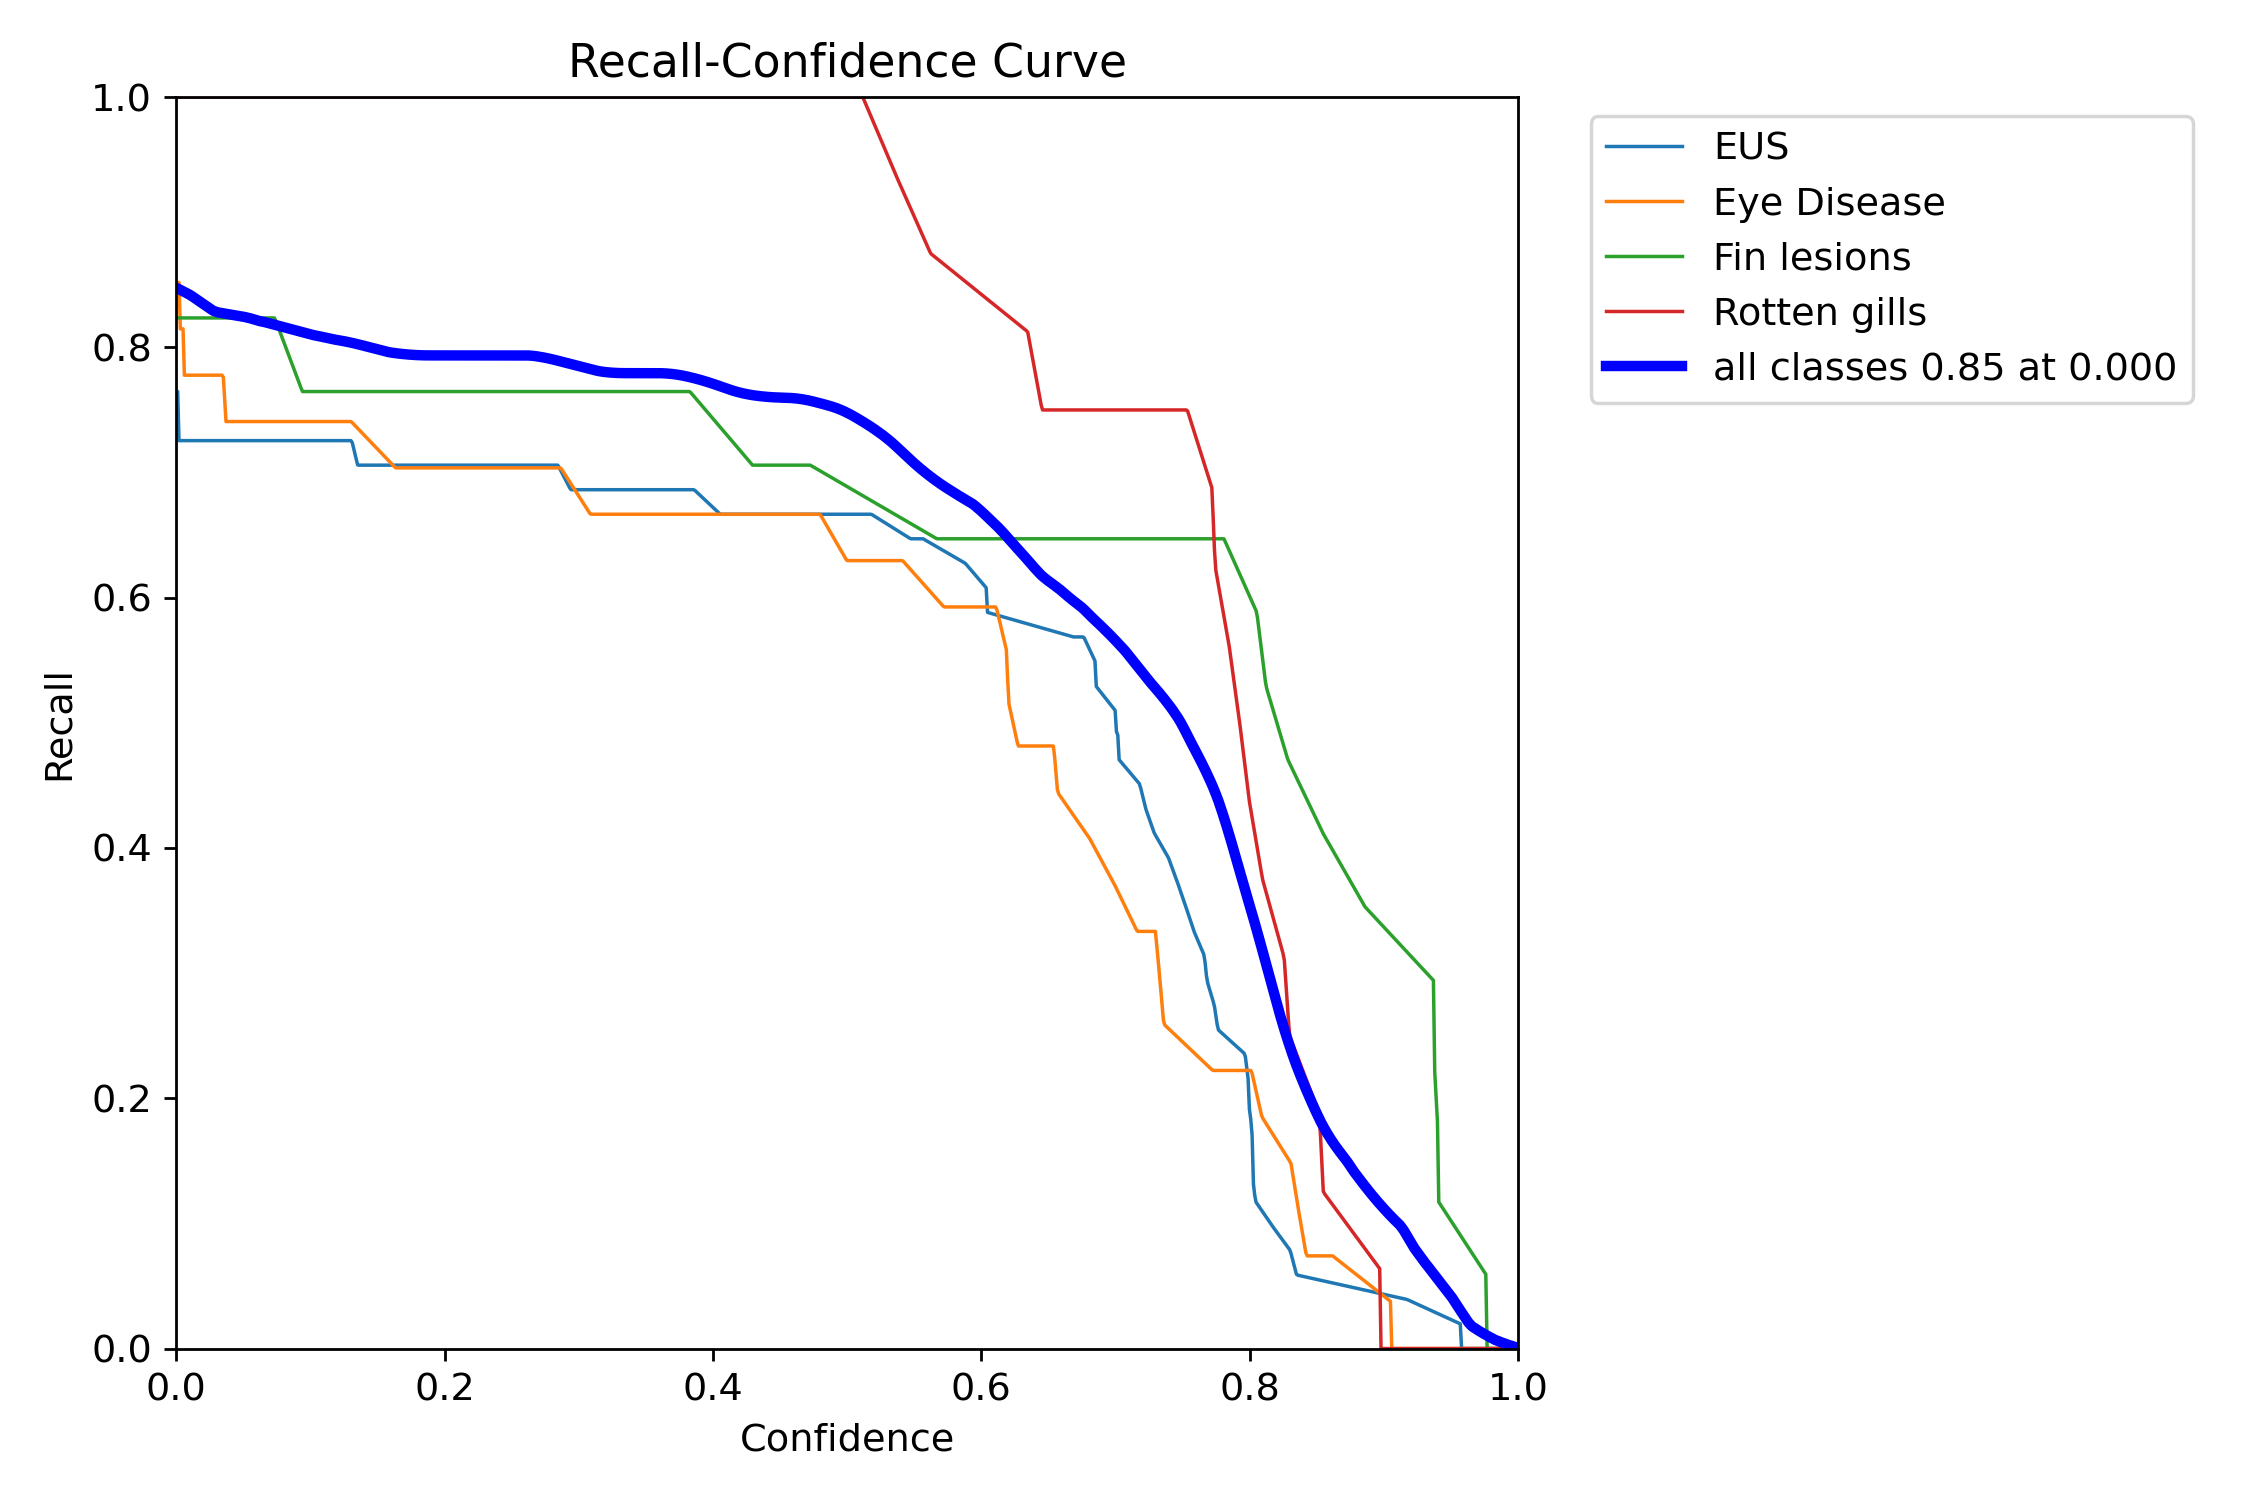 Recall-Confidence Curve
1.0
0.8
0.6
0.4
0.2
0.0
Recall
0.0 0.2 0.4 0.6 0.8 1.0
Confidence
EUS
Eye Disease
Fin lesions
Rotten gills
all classes 0.85 at 0.000